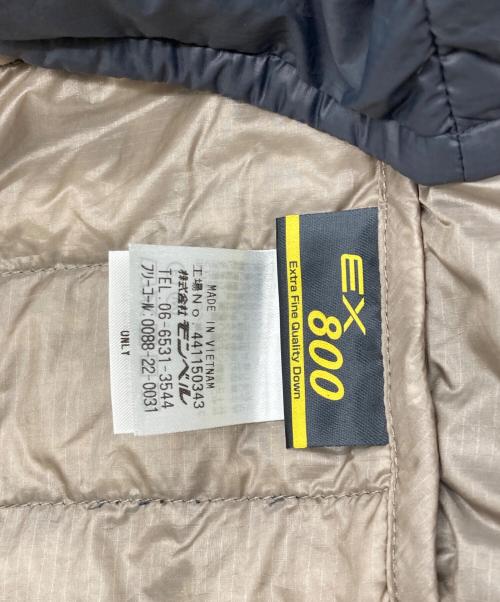 EX
800
Extra Fine Quality Down
MADE IN VIETNAM
工場No. 441150343
株式会社 モンベル
TEL. 06-6531-3544
フリーコール. 0088-22-0031
ONLY